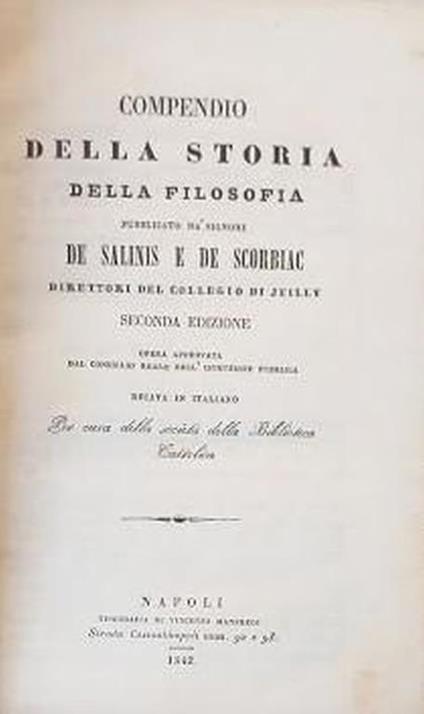 COMPENDIO
DELLA STORIA
DELLA FILOSOFIA
PUBBLICATO DA' SIGNORI
DE SALINIS E DE SCORBIAC
DIRETTORI DEL COLLEGIO DI JUILLY
SECONDA EDIZIONE
OPERA APPROVATA
DAL CONSIGLIO REALE DELL' ISTRUZIONE PUBBLICA
RECATA IN ITALIANO
Per cura della società della Biblioteca
Cattolica
NAPOLI
TIPOGRAFIA DI VINCENZO MANFREDI
Strada Costantinopoli num. 90 e 98.
1842